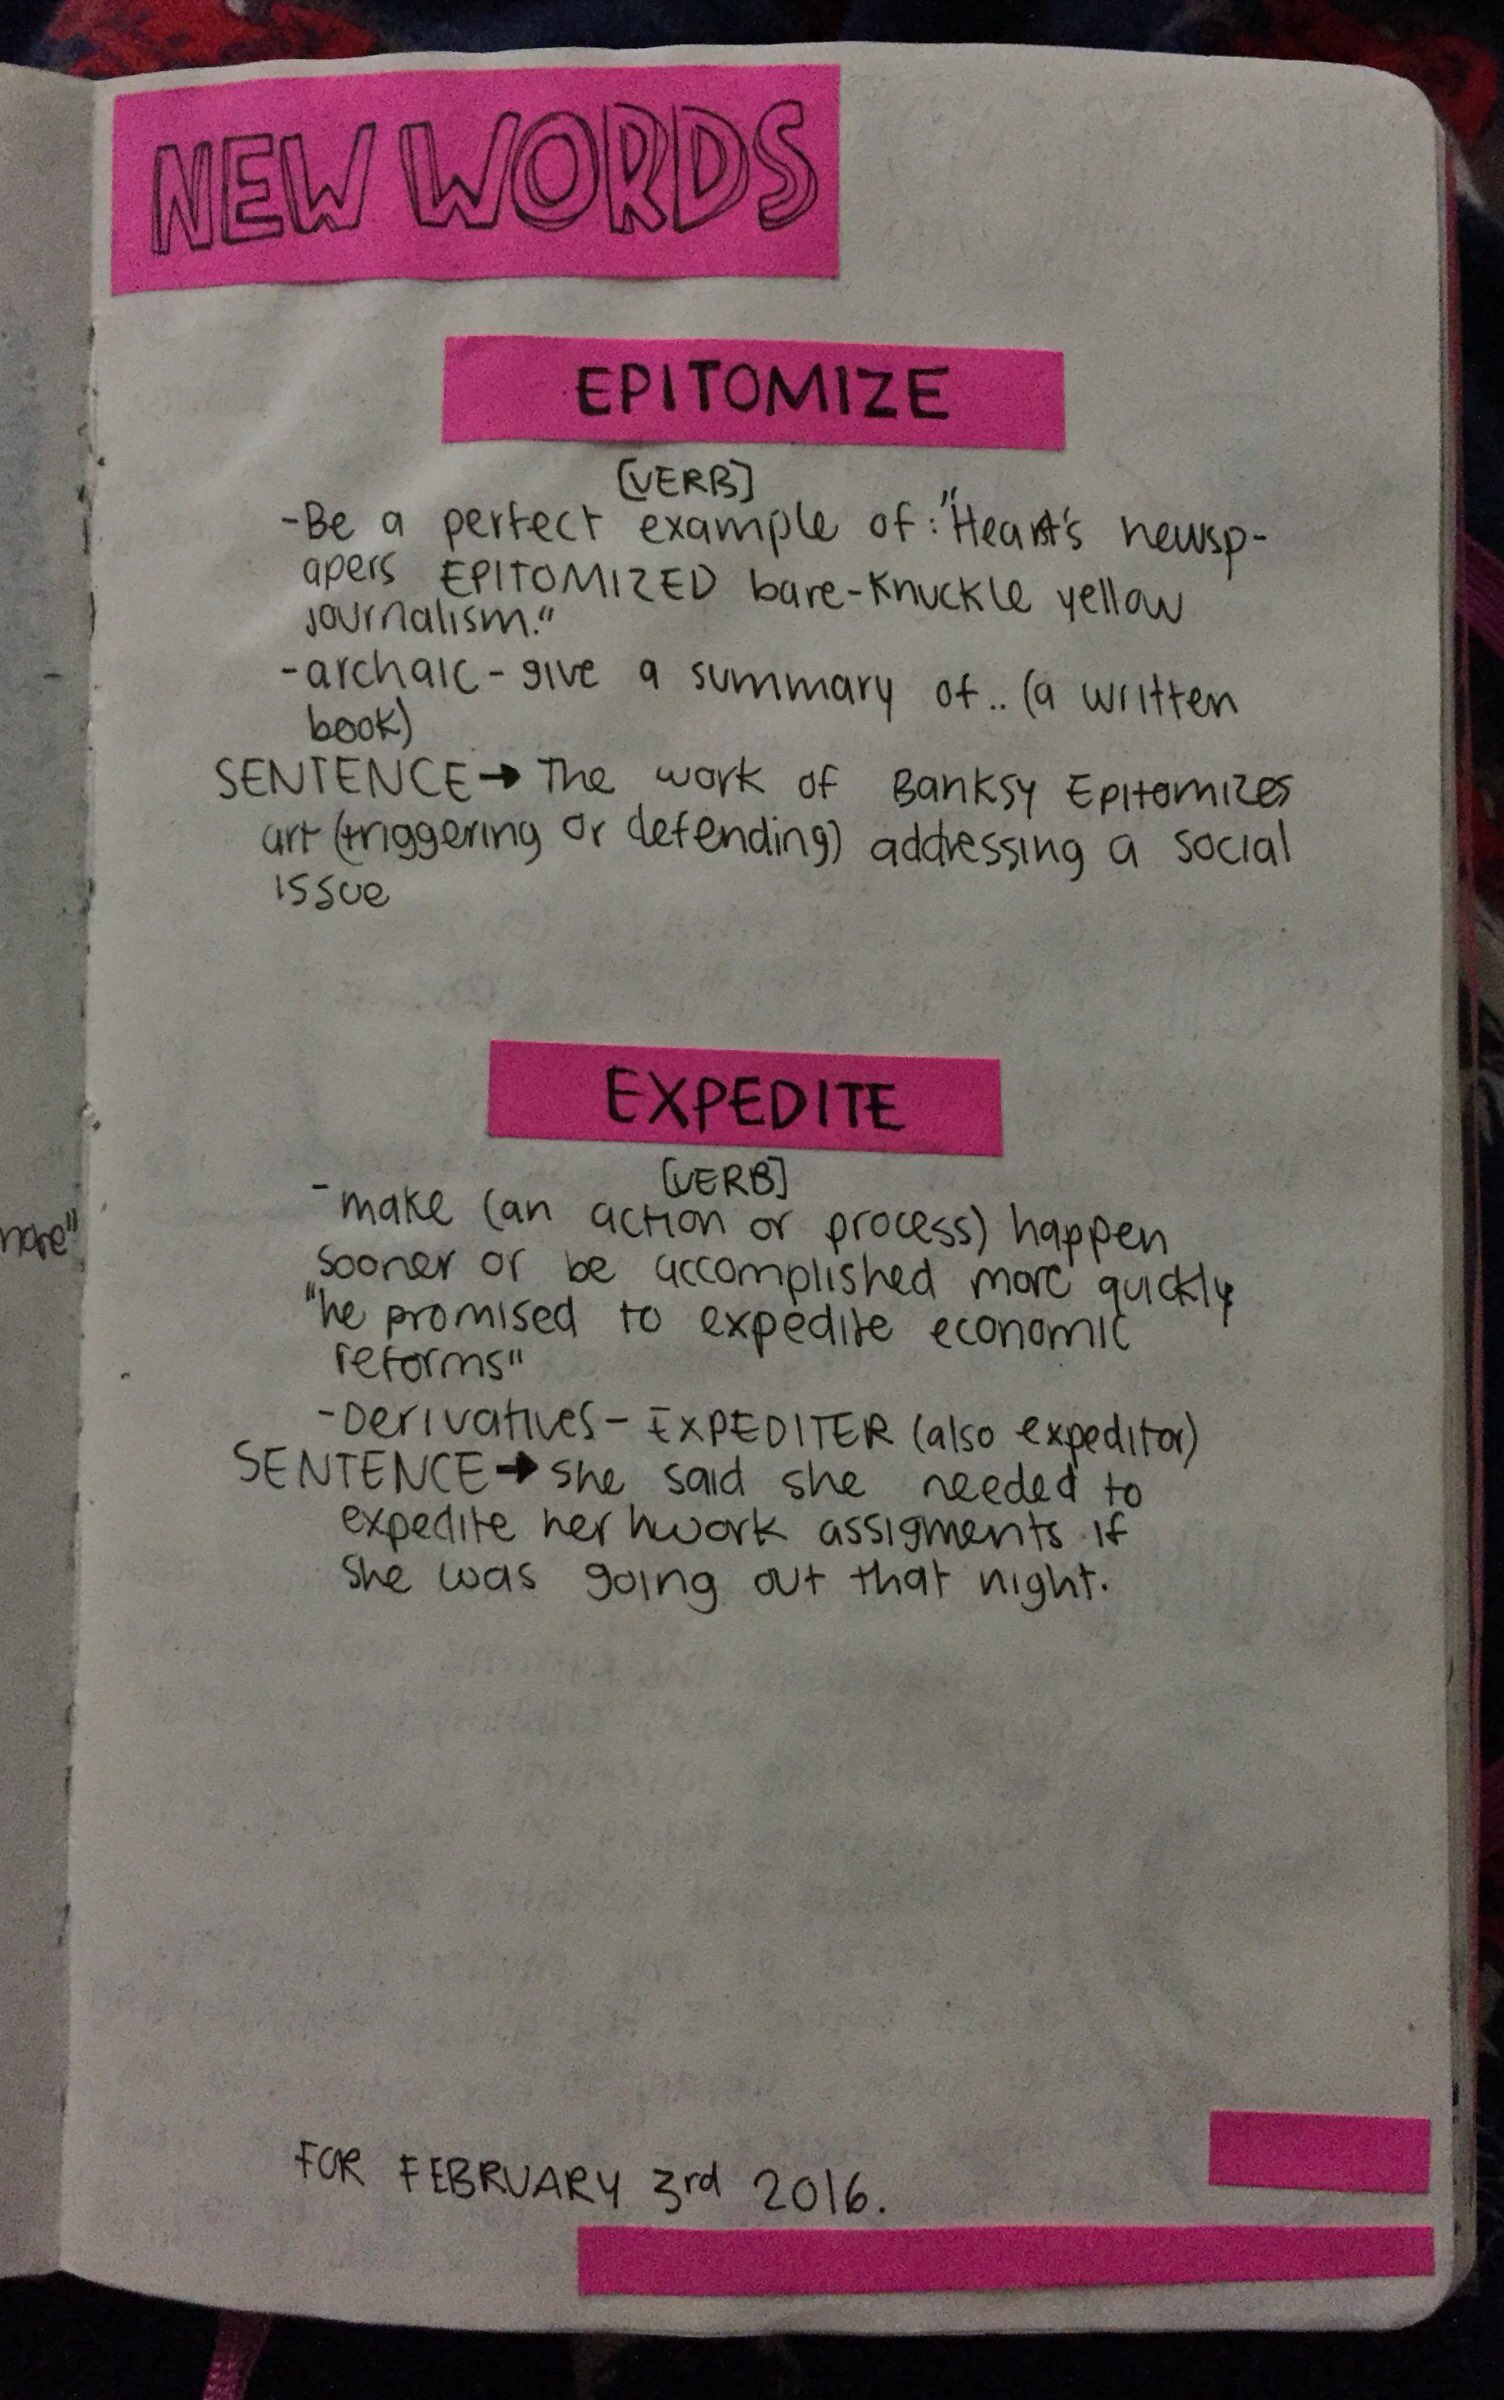 NEW WORDS
EPITOMIZE
[VERB]
-Be a perfect example of: "Heart's newsp-
apers EPITOMIZED bare-knuckle yellow
journalism."
-archaic- give a summary of.. (a written
book)
SENTENCE → The work of Banksy Epitomizes
art (triggering or defending) addressing a social
issue
EXPEDITE
[VERB]
-make (an action or process) happen
sooner or be accomplished more quickly
"he promised to expedite economic
reforms"
-Derivatives- EXPEDITER (also expeditor)
SENTENCE → she said she needed to
expedite her hwork assigments if
she was going out that night.
more"
FOR FEBRUARY 3rd 2016.